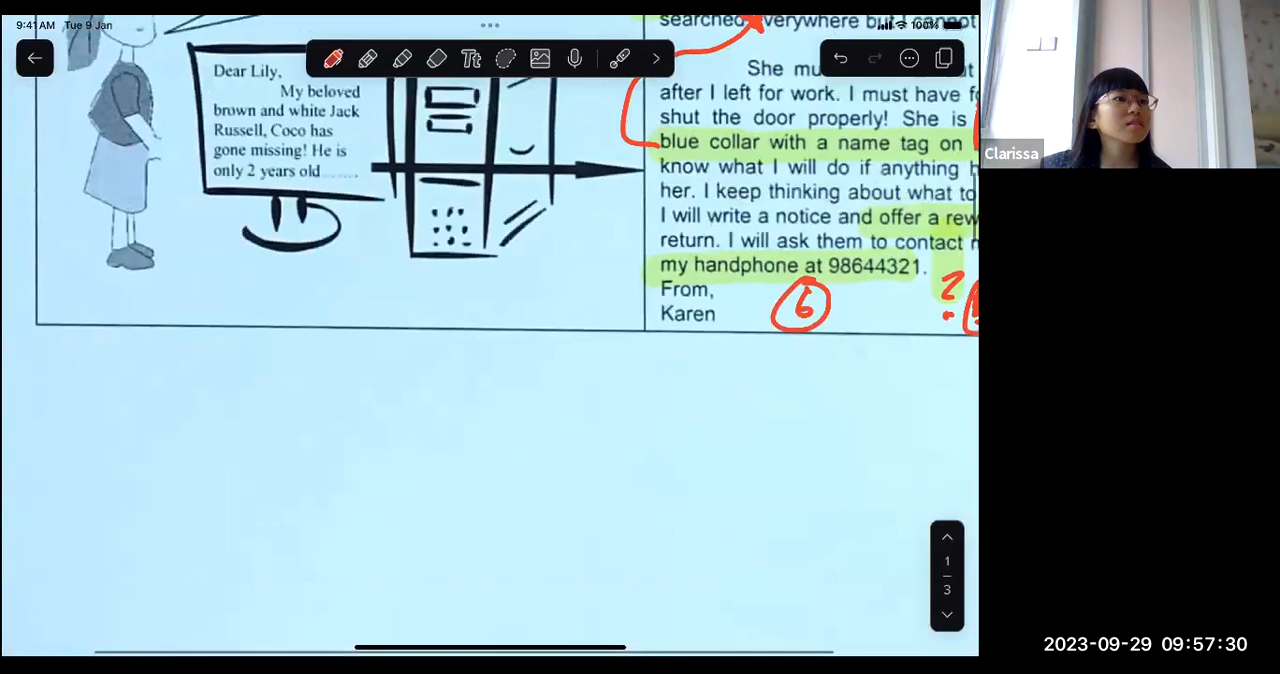 9:41 AM Tue 9 Jan
100%
Tt
searched everywhere but I cannot
Dear Lily,
My beloved
brown and white Jack
Russell, Coco has
gone missing! He is
only 2 years old ........
She mu
after I left for work. I must have f
shut the door properly! She is
blue collar with a name tag on
know what I will do if anything h
her. I keep thinking about what to
I will write a notice and offer a rew
return. I will ask them to contact
my handphone at 98644321.
From,
Karen
6
?
1
3
Clarissa
2023-09-29 09:57:30